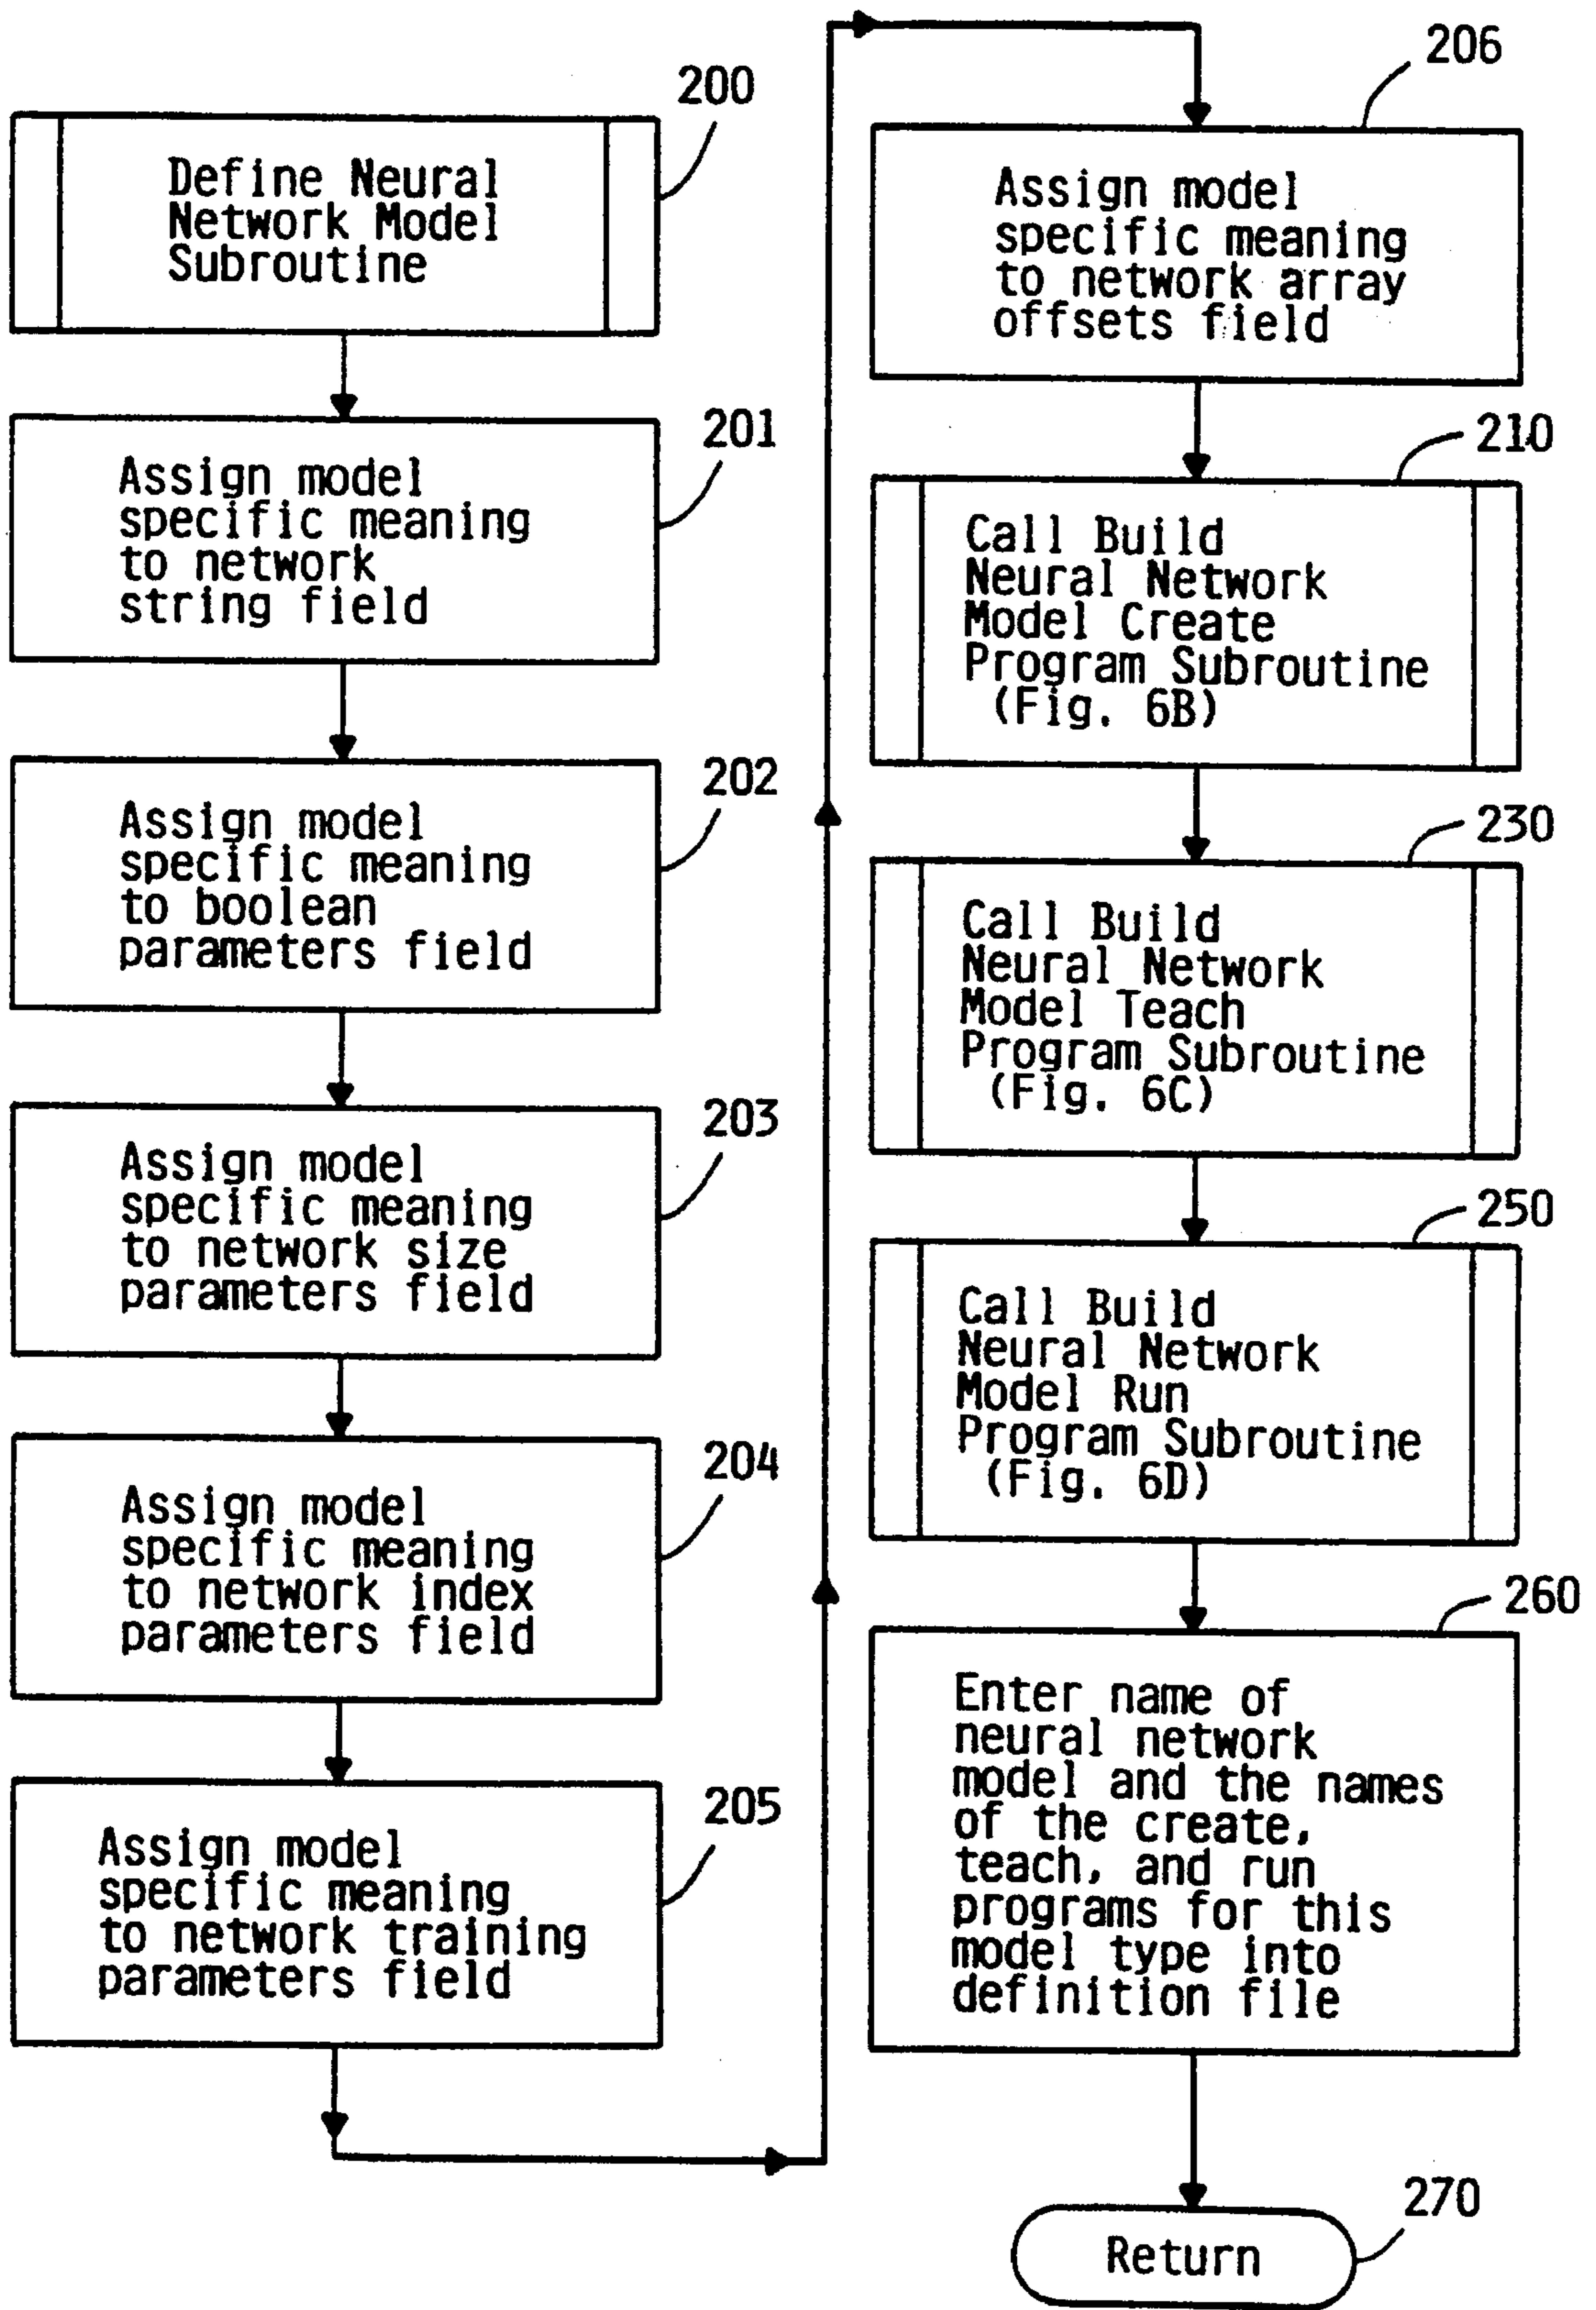 200
Define Neural
Network Model
Subroutine
201
Assign model
specific meaning
to network
string field
202
Assign model
specific meaning
to boolean
parameters field
203
Assign model
specific meaning
to network size
parameters field
204
Assign model
specific meaning
to network index
parameters field
205
Assign model
specific meaning
to network training
parameters field
206
Assign model
specific meaning
to network array
offsets field
210
Call Build
Neural Network
Model Create
Program Subroutine
(Fig. 6B)
230
Call Build
Neural Network
Model Teach
Program Subroutine
(Fig. 6C)
250
Call Build
Neural Network
Model Run
Program Subroutine
(Fig. 6D)
260
Enter name of
neural network
model and the names
of the create,
teach, and run
programs for this
model type into
definition file
270
Return